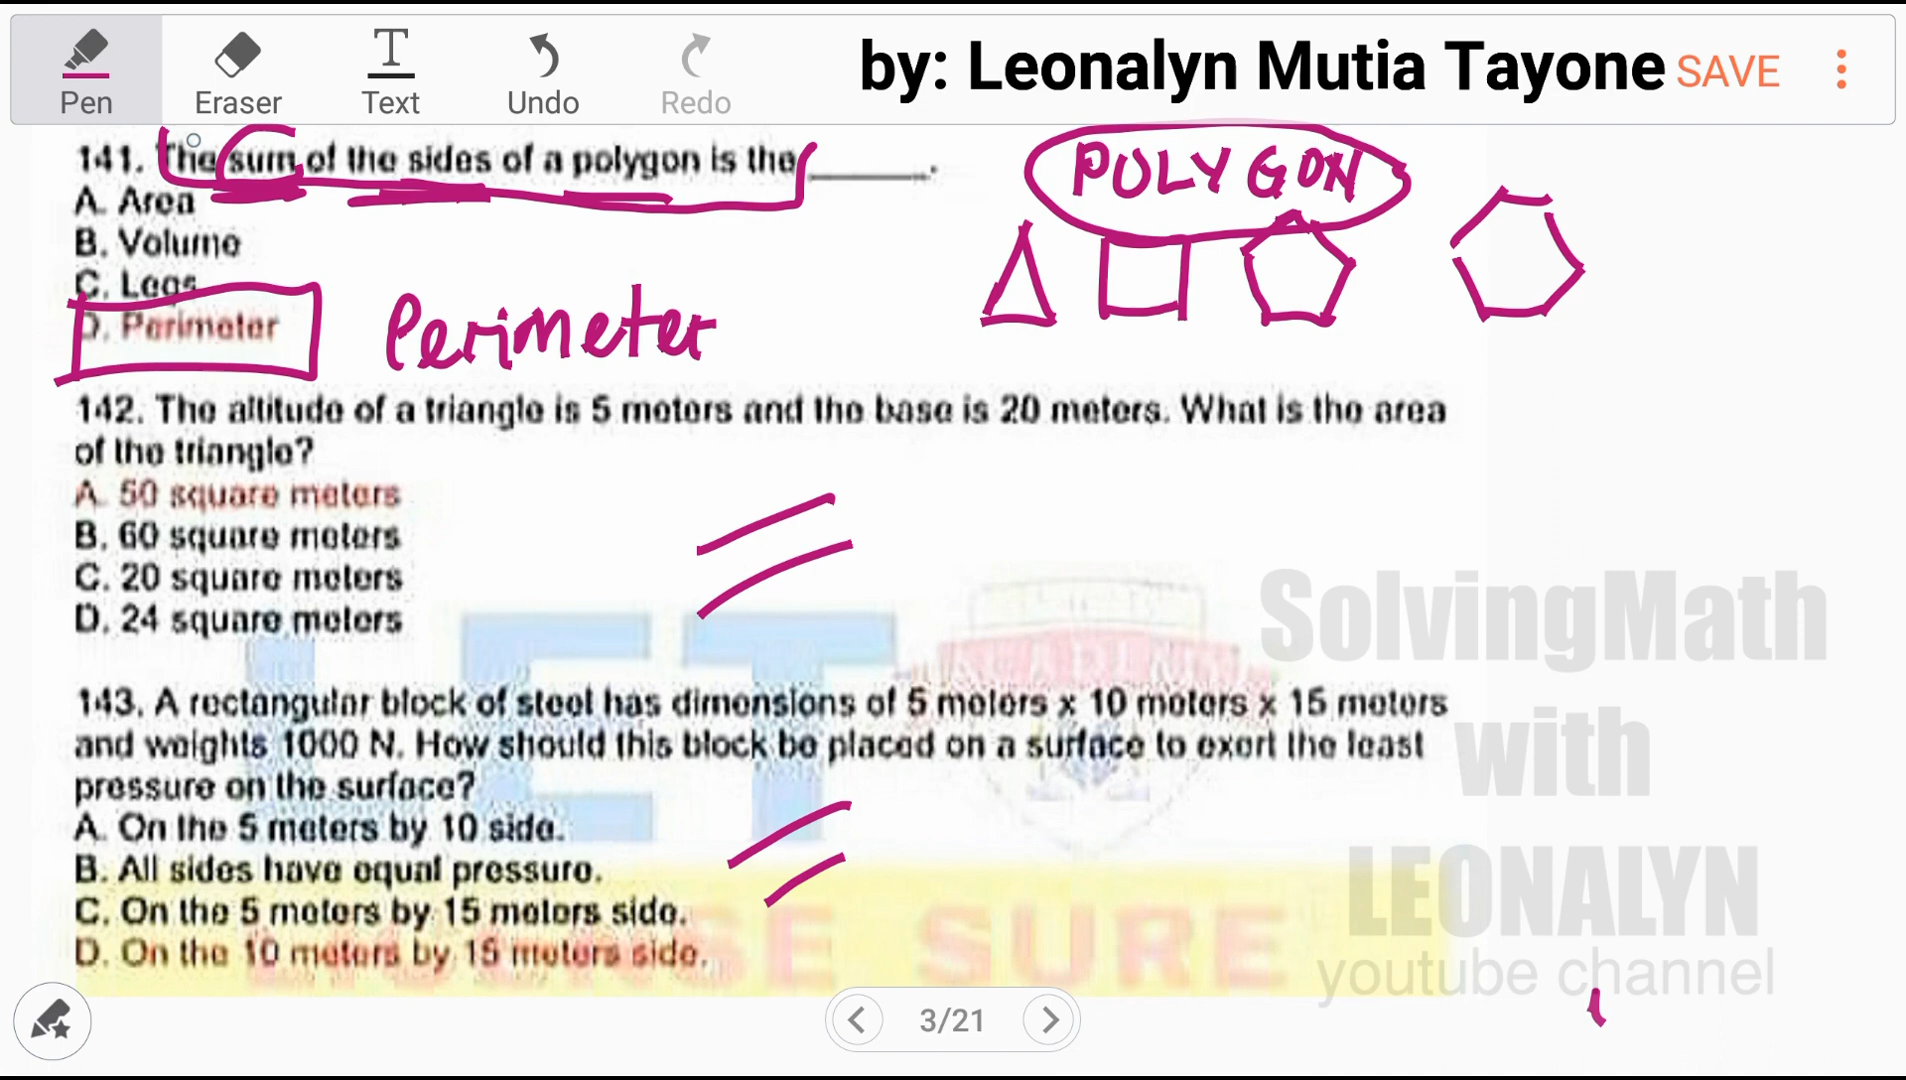 Pen
Eraser
Text
Undo
Redo
by: Leonalyn Mutia Tayone
SAVE
141. The sum of the sides of a polygon is the ______.
A. Area
B. Volume
C. Legs
D. Perimeter
Perimeter
POLYGON
142. The altitude of a triangle is 5 meters and the base is 20 meters. What is the area
of the triangle?
A. 50 square meters
B. 60 square meters
C. 20 square meters
D. 24 square meters
143. A rectangular block of steel has dimensions of 5 meters x 10 meters x 15 meters
and weights 1000 N. How should this block be placed on a surface to exert the least
pressure on the surface?
A. On the 5 meters by 10 side.
B. All sides have equal pressure.
C. On the 5 meters by 15 meters side.
D. On the 10 meters by 15 meters side.
LET
SURE
SolvingMath
with
LEONALYN
youtube channel
3/21